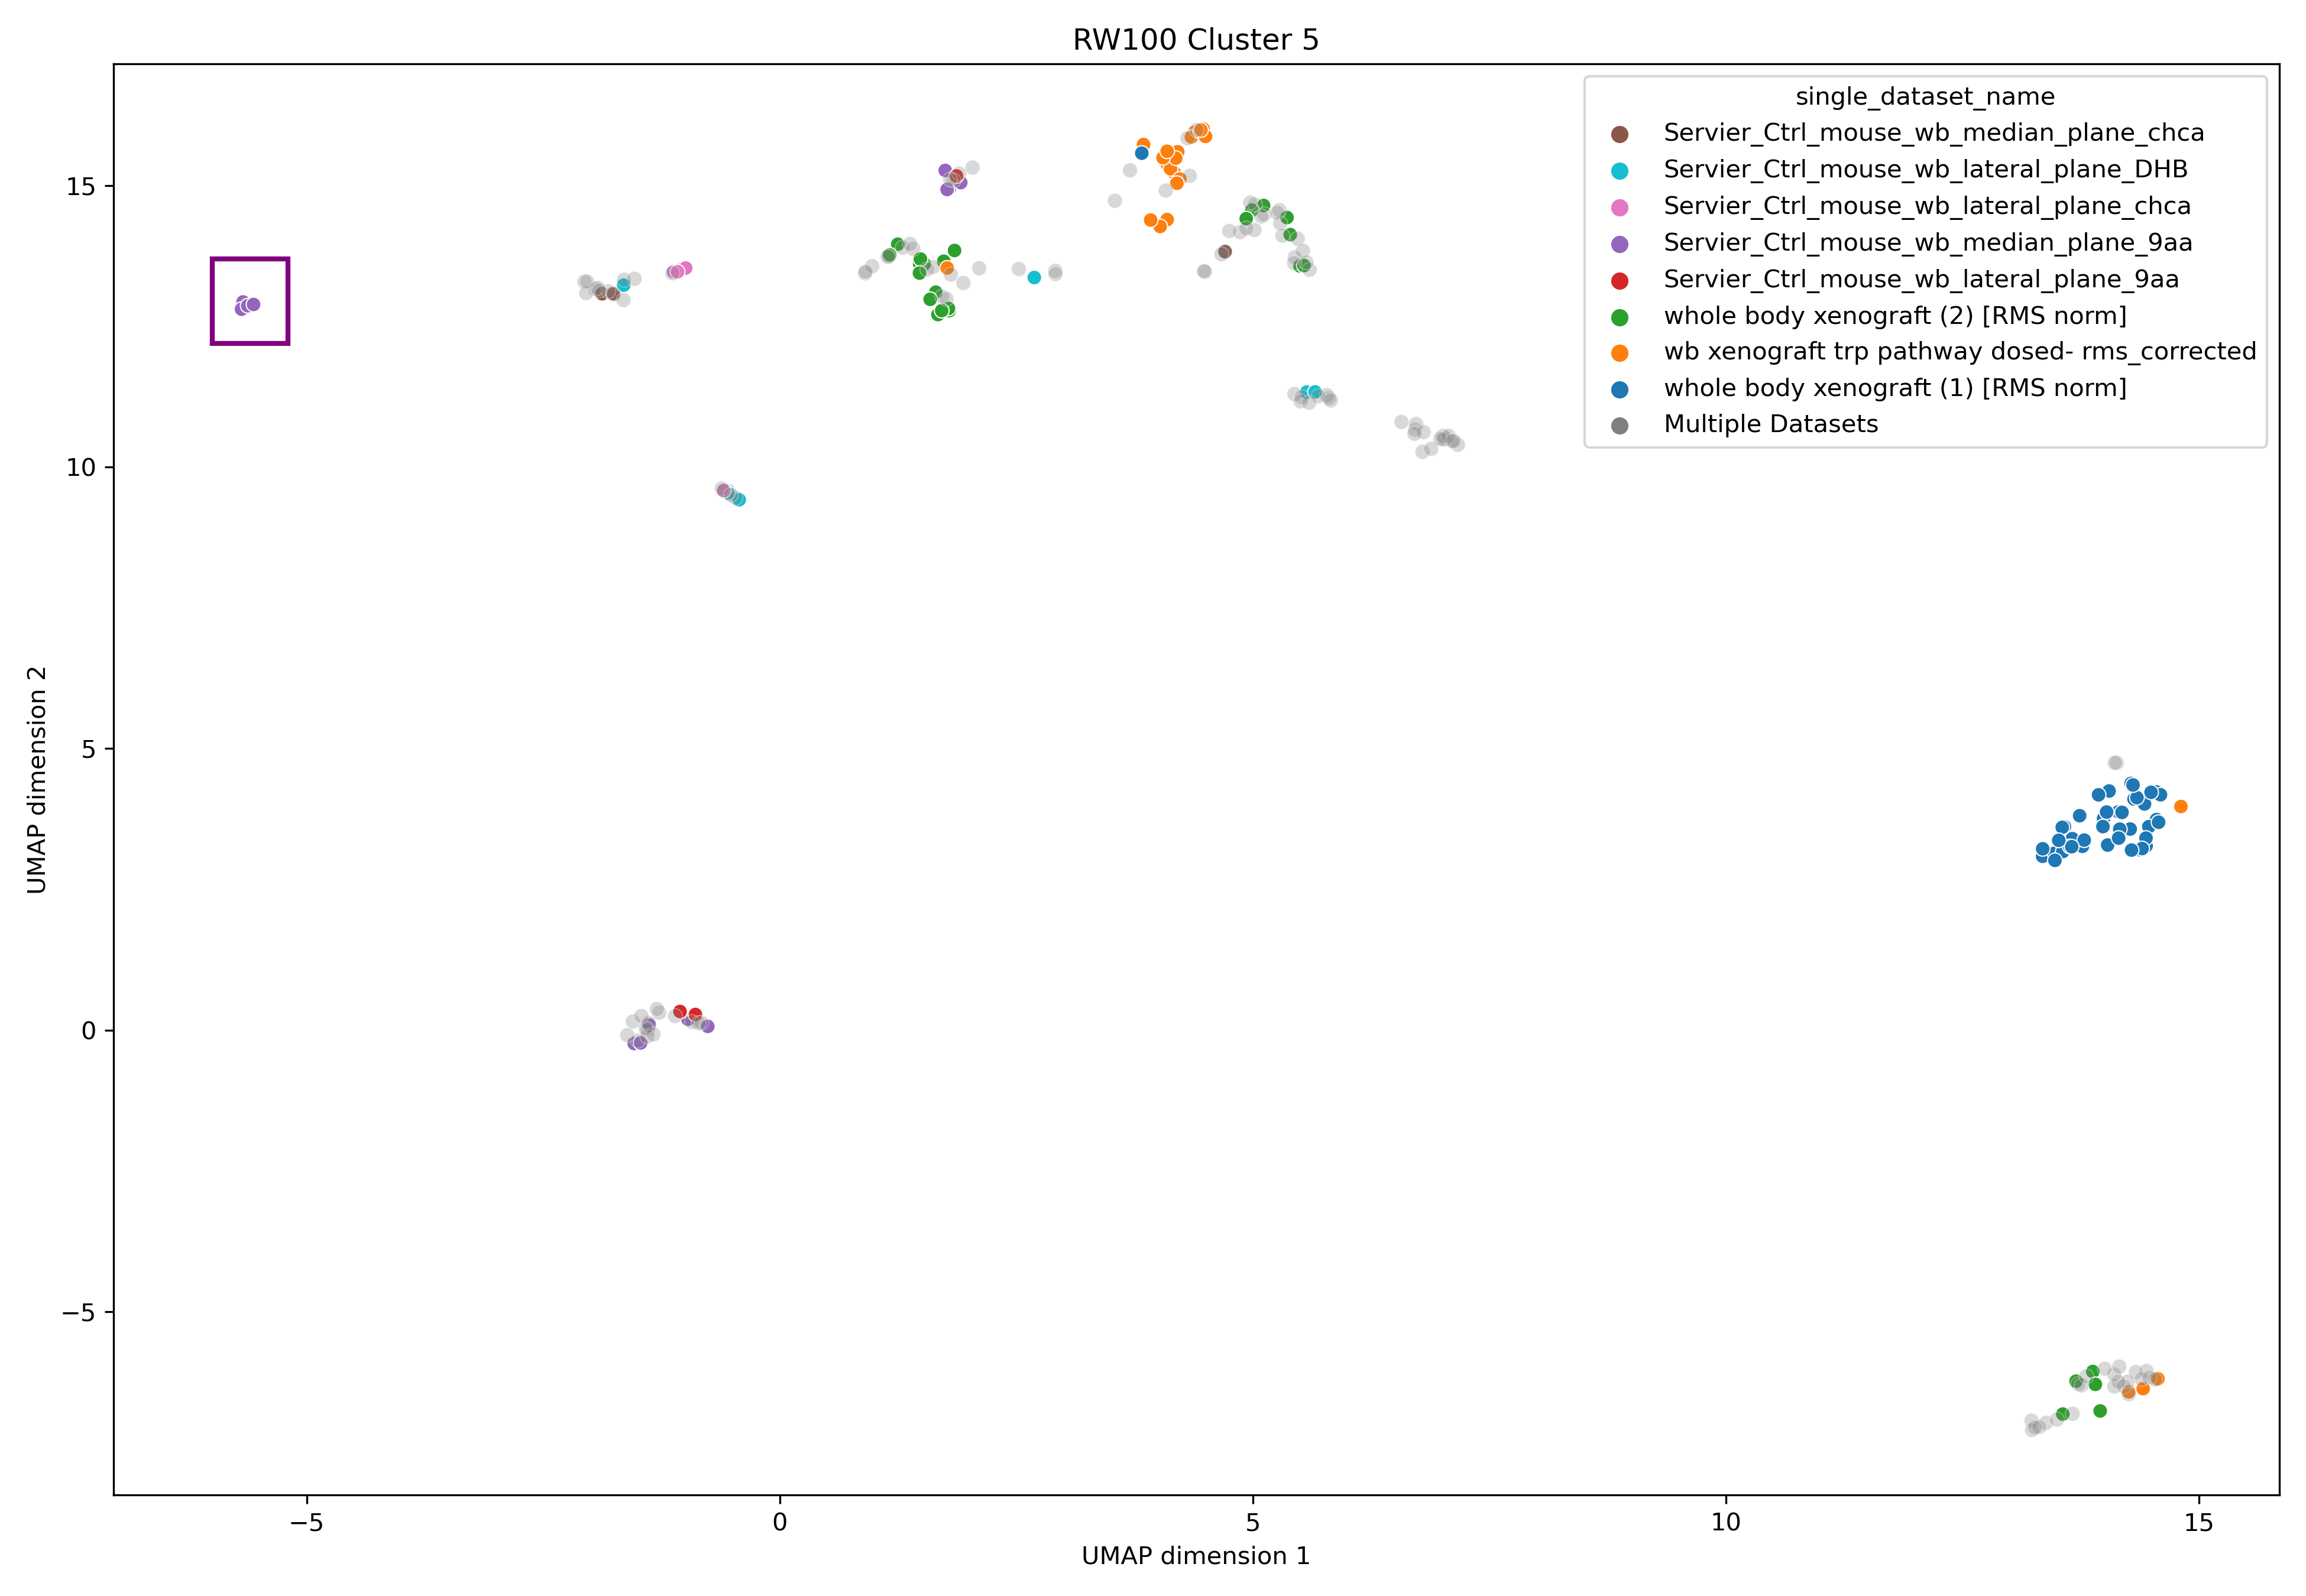 RW100 Cluster 5
single_dataset_name
Servier_Ctrl_mouse_wb_median_plane_chca
Servier_Ctrl_mouse_wb_lateral_plane_DHB
Servier_Ctrl_mouse_wb_lateral_plane_chca
Servier_Ctrl_mouse_wb_median_plane_9aa
Servier_Ctrl_mouse_wb_lateral_plane_9aa
whole body xenograft (2) [RMS norm]
wb xenograft trp pathway dosed- rms_corrected
whole body xenograft (1) [RMS norm]
Multiple Datasets
UMAP dimension 2
15
10
5
0
−5
−5
0
5
10
15
UMAP dimension 1